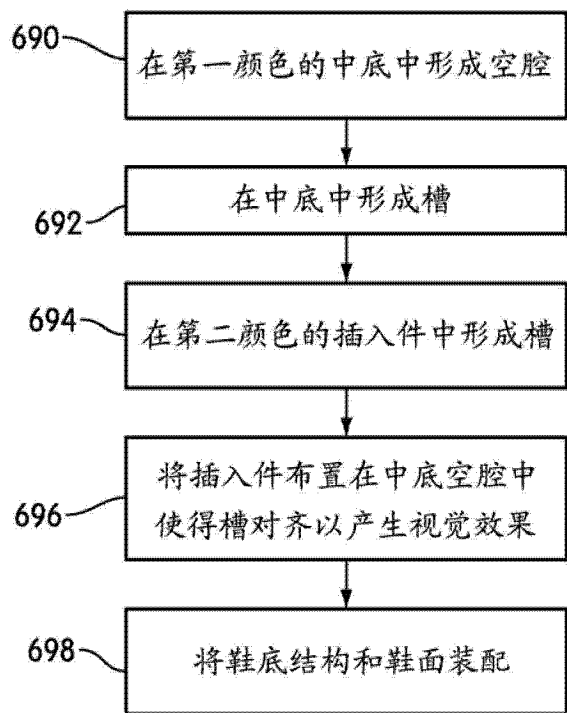 690
在第一颜色的中底中形成空腔
692
在中底中形成槽
694
在第二颜色的插入件中形成槽
696
将插入件布置在中底空腔中
使得槽对齐以产生视觉效果
698
将鞋底结构和鞋面装配